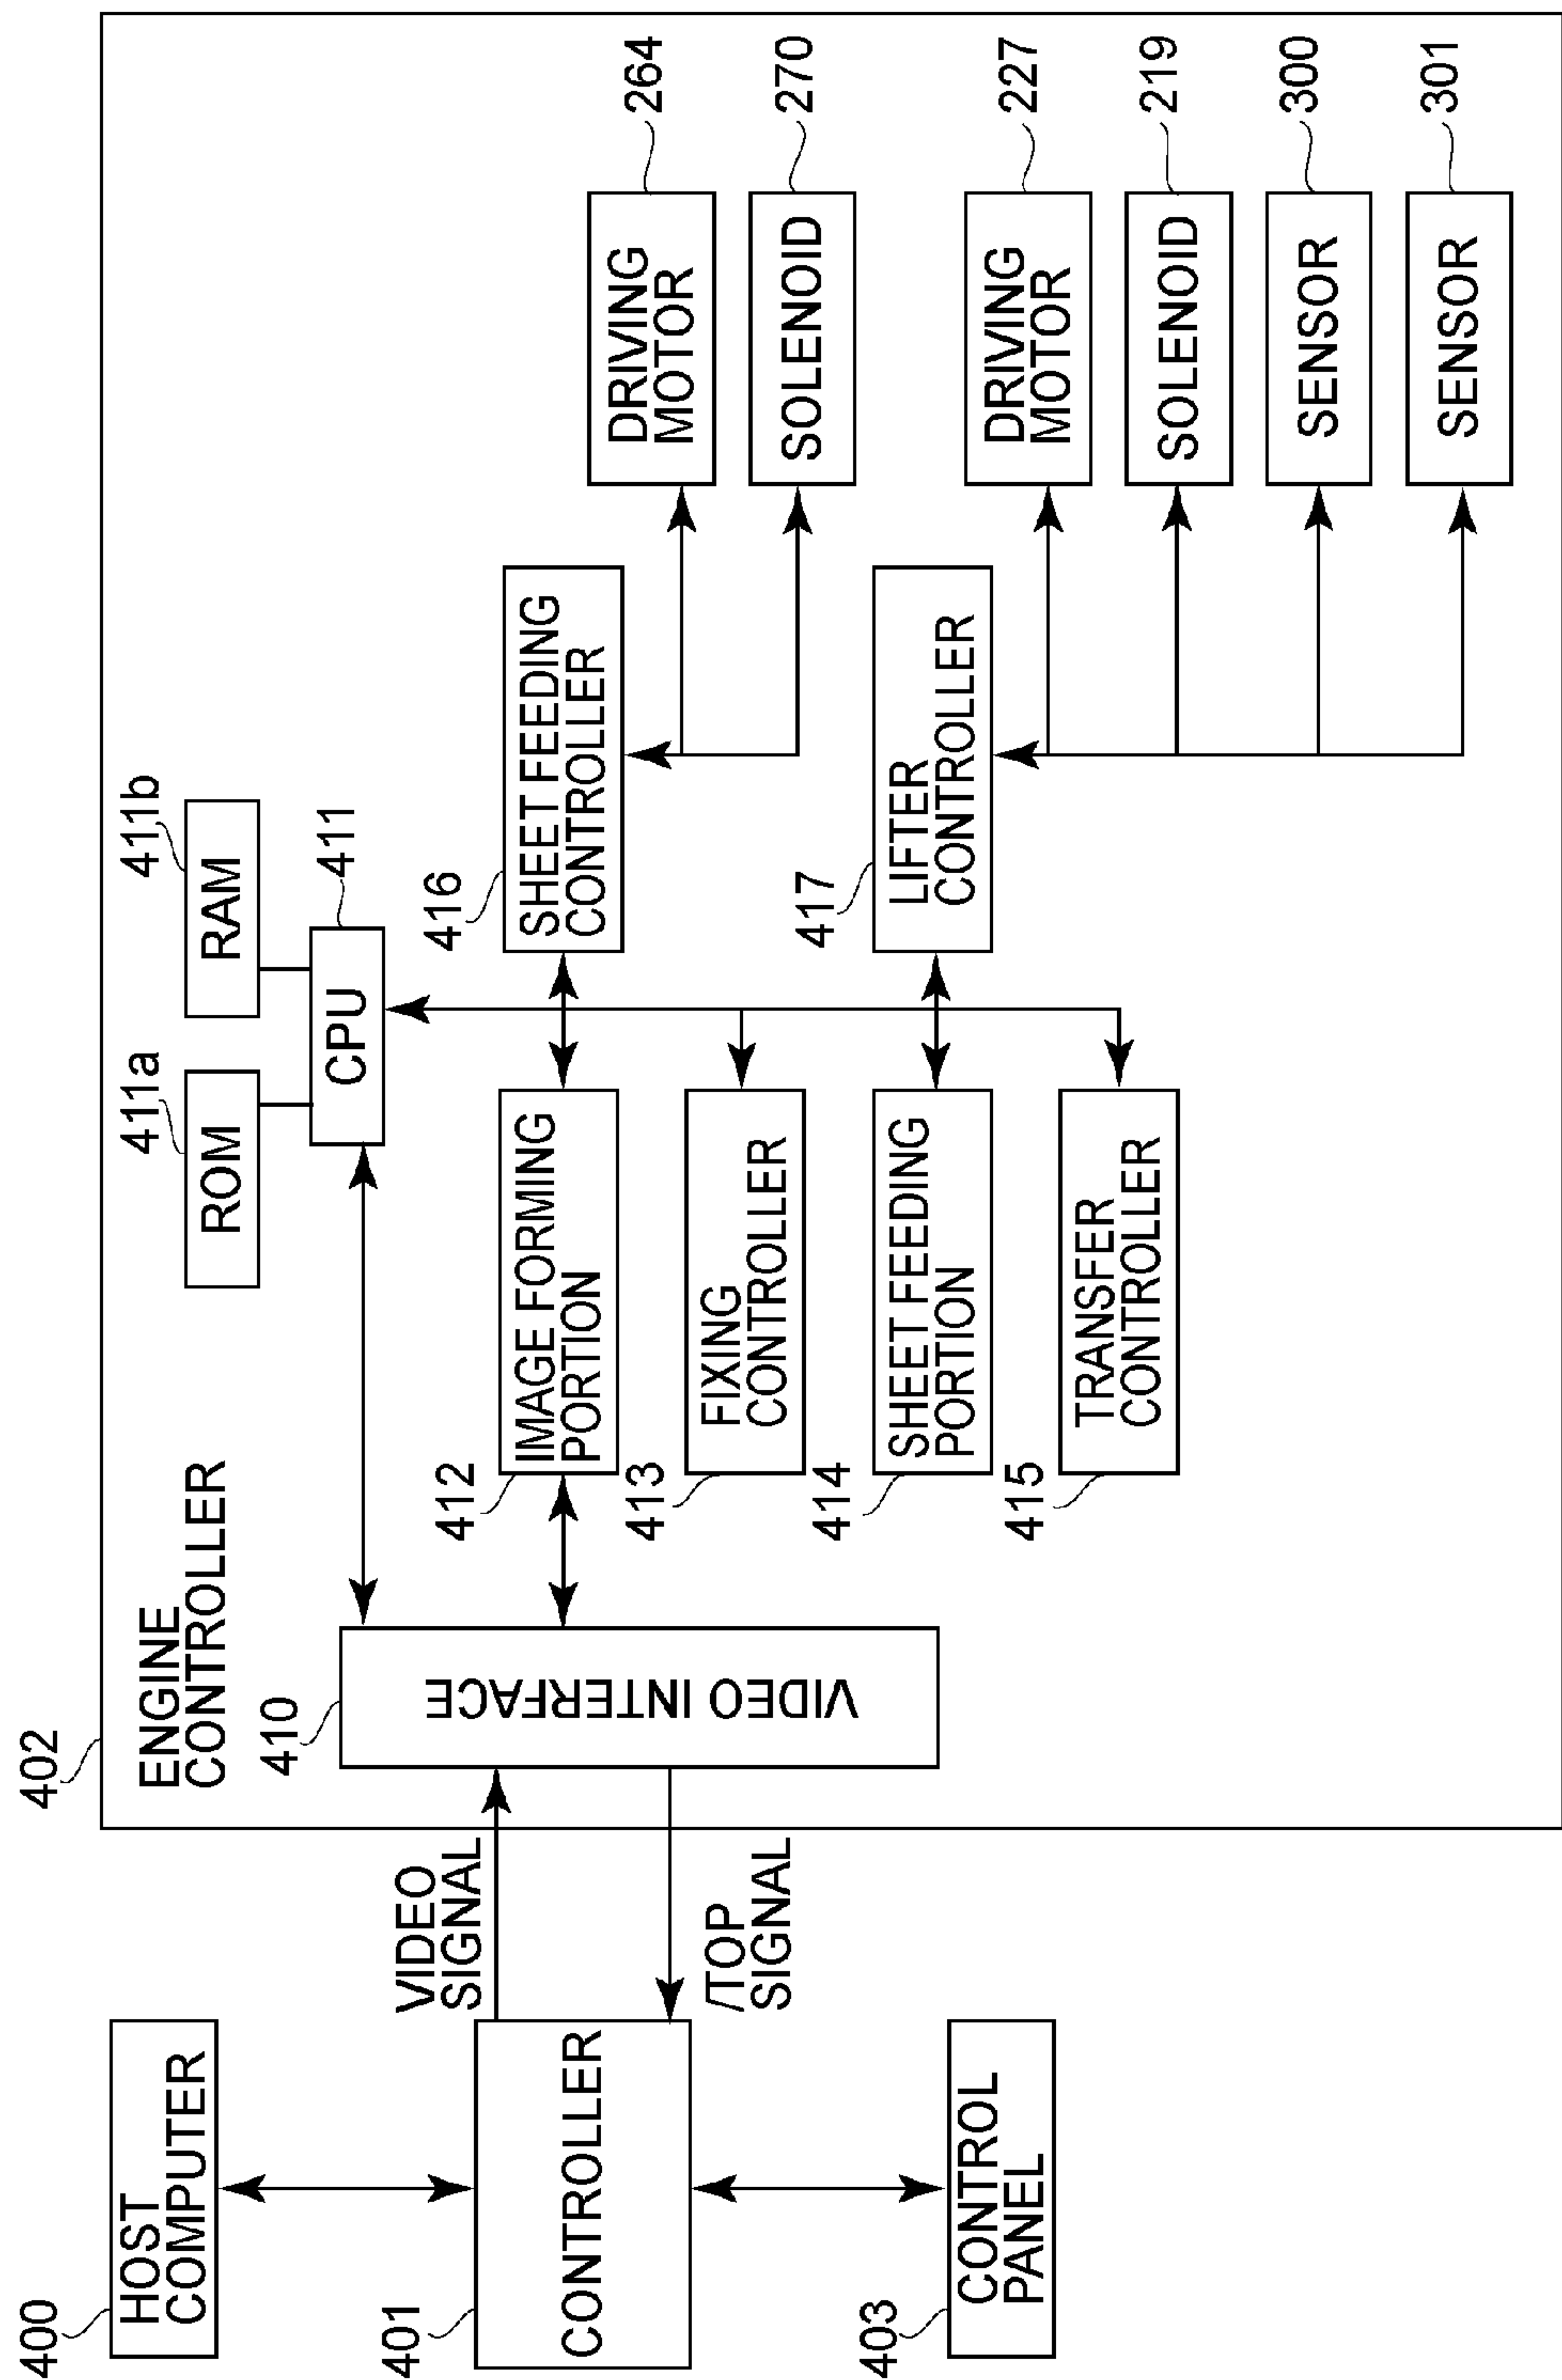 402
ENGINE
CONTROLLER
400
HOST
COMPUTER
401
CONTROLLER
403
CONTROL
PANEL
VIDEO
SIGNAL
/TOP
SIGNAL
410
VIDEO INTERFACE
411a
ROM
411b
RAM
411
CPU
412
IMAGE FORMING
PORTION
413
FIXING
CONTROLLER
414
SHEET FEEDING
PORTION
415
TRANSFER
CONTROLLER
416
SHEET FEEDING
CONTROLLER
417
LIFTER
CONTROLLER
DRIVING
MOTOR
264
SOLENOID
270
DRIVING
MOTOR
227
SOLENOID
219
SENSOR
300
SENSOR
301